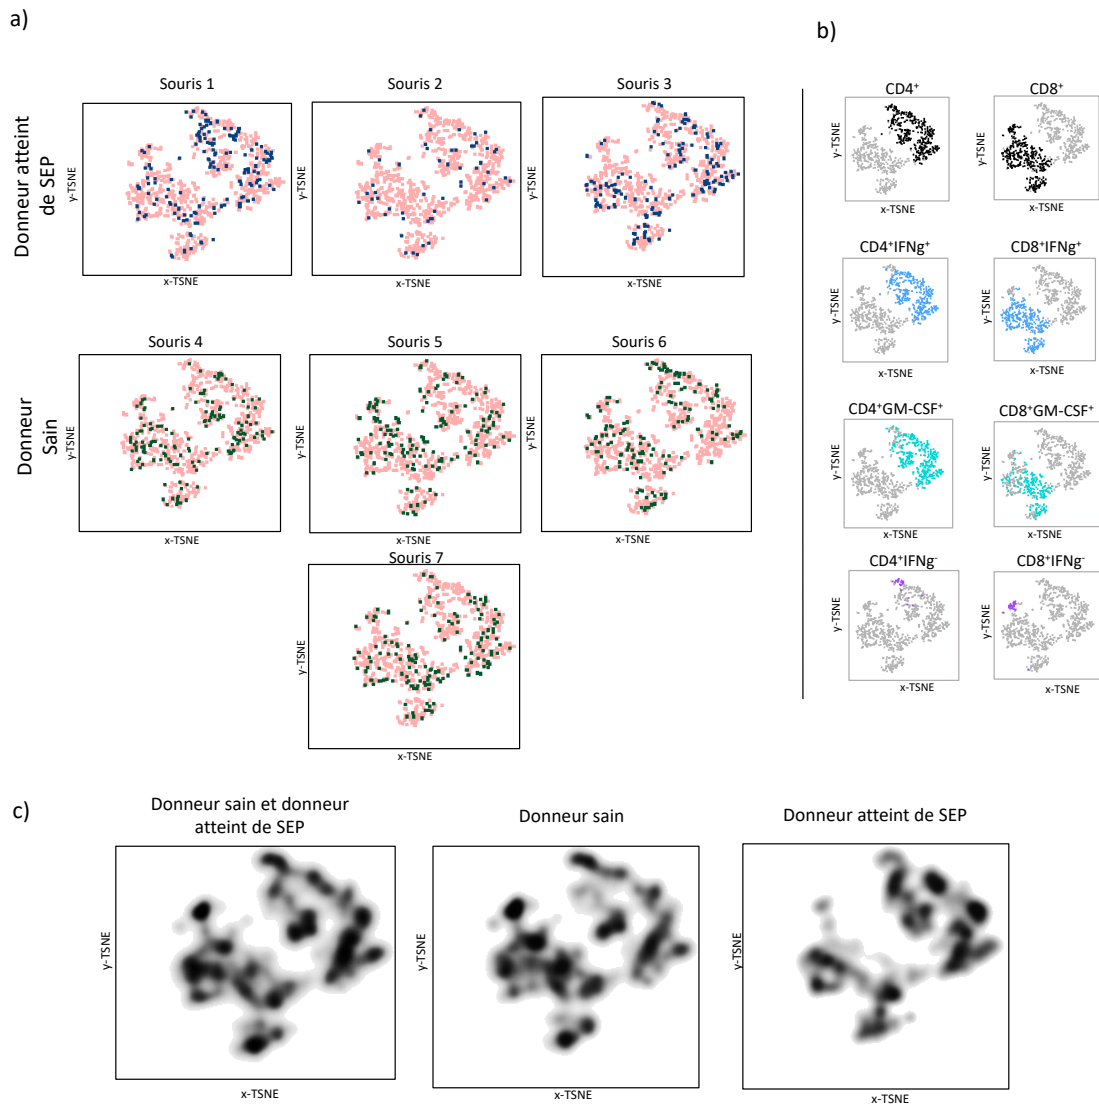 a)
Souris 1
Souris 2
Souris 3
Donneur atteint
de SEP
y-TSNE
x-TSNE
y-TSNE
x-TSNE
y-TSNE
x-TSNE
Souris 4
Souris 5
Souris 6
Donneur
Sain
y-TSNE
x-TSNE
y-TSNE
x-TSNE
y-TSNE
x-TSNE
Souris 7
y-TSNE
x-TSNE
b)
CD4⁺
CD8⁺
y-TSNE
x-TSNE
y-TSNE
x-TSNE
CD4⁺IFNg⁺
CD8⁺IFNg⁺
y-TSNE
x-TSNE
y-TSNE
x-TSNE
CD4⁺GM-CSF⁺
CD8⁺GM-CSF⁺
y-TSNE
x-TSNE
y-TSNE
x-TSNE
CD4⁺IFNg⁻
CD8⁺IFNg⁻
y-TSNE
x-TSNE
y-TSNE
x-TSNE
c)
Donneur sain et donneur
atteint de SEP
Donneur sain
Donneur atteint de SEP
y-TSNE
x-TSNE
y-TSNE
x-TSNE
y-TSNE
x-TSNE